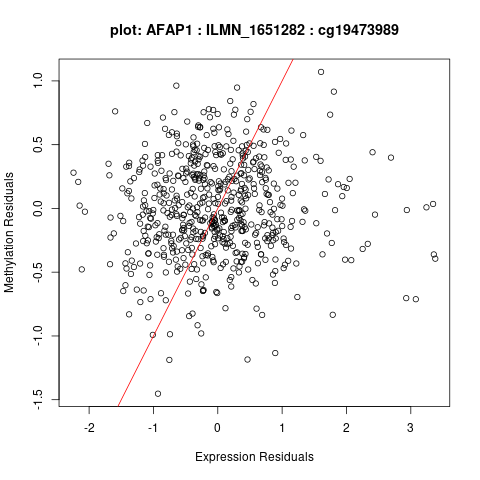 plot: AFAP1 : ILMN_1651282 : cg19473989
Methylation Residuals
1.0
0.5
0.0
-0.5
-1.0
-1.5
-2 -1 0 1 2 3
Expression Residuals